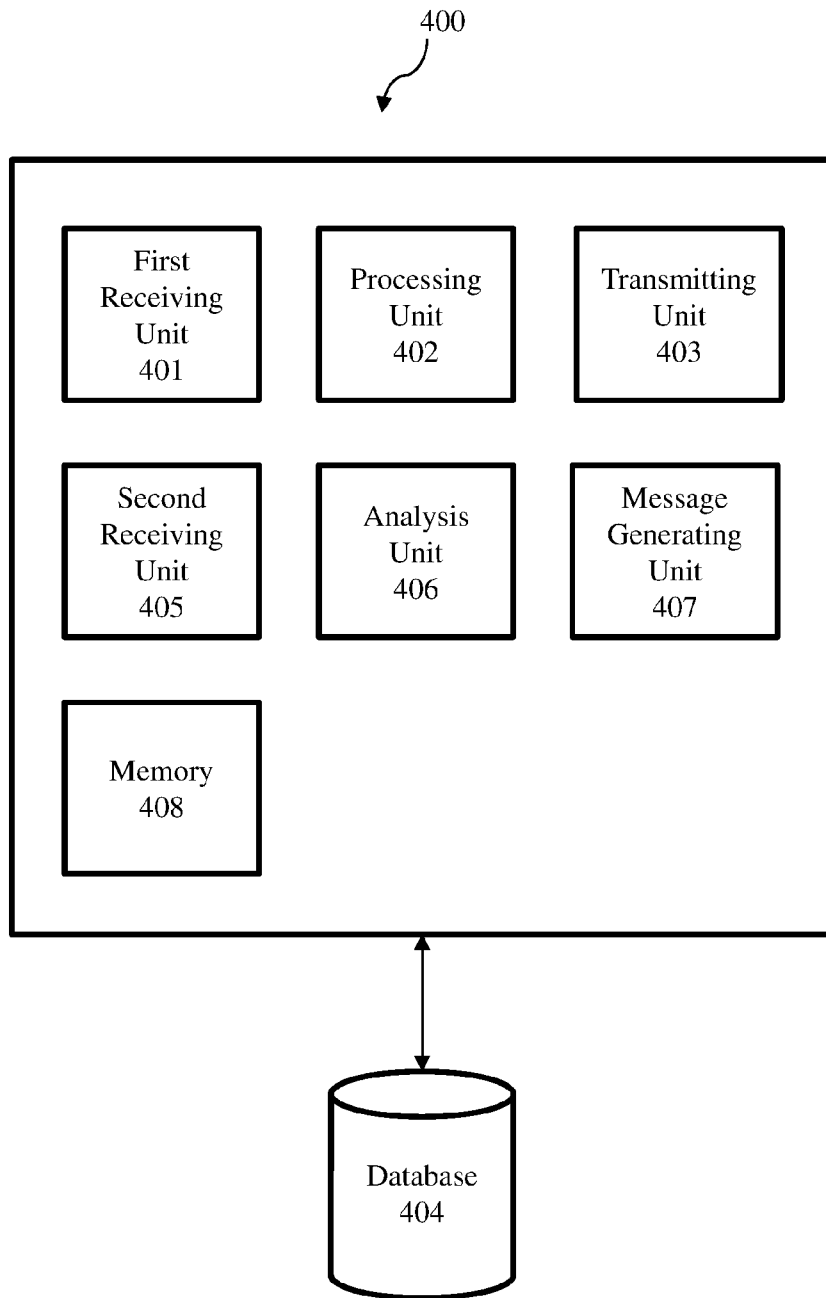 400
First
Receiving
Unit
401
Processing
Unit
402
Transmitting
Unit
403
Second
Receiving
Unit
405
Analysis
Unit
406
Message
Generating
Unit
407
Memory
408
Database
404